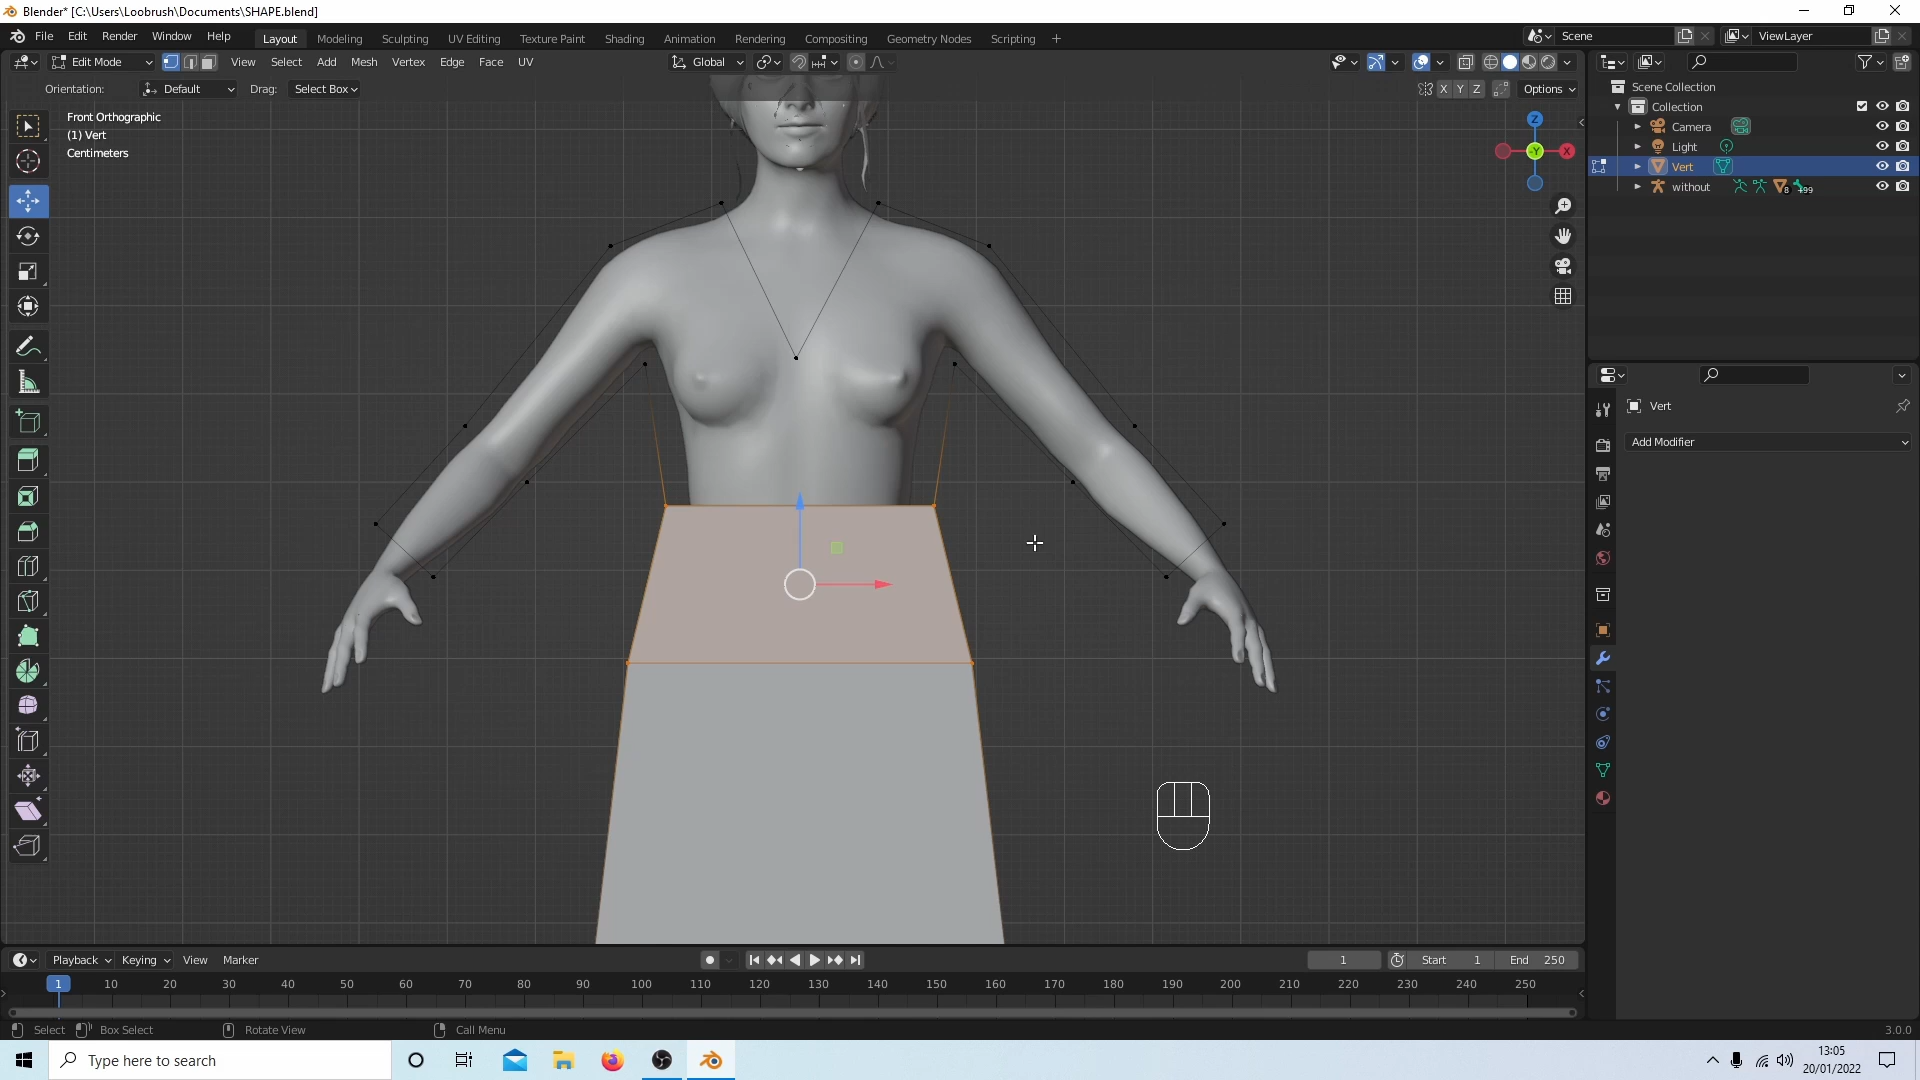 Blender* [C:\Users\Loobrush\Documents\SHAPE.blend]
File Edit Render Window Help Layout Modeling Sculpting UV Editing Texture Paint Shading Animation Rendering Compositing Geometry Nodes Scripting + Scene ViewLayer
Edit Mode View Select Add Mesh Vertex Edge Face UV Global
Orientation: Default Drag: Select Box X Y Z Options
Front Orthographic
(1) Vert
Centimeters
Z
-Y X
Scene Collection
Collection
Camera
Light
Vert
without 8 99
Vert
Add Modifier
Playback Keying View Marker 1 Start 1 End 250
1 10 20 30 40 50 60 70 80 90 100 110 120 130 140 150 160 170 180 190 200 210 220 230 240 250
Select Box Select Rotate View Call Menu 3.0.0
Type here to search
13:05
20/01/2022